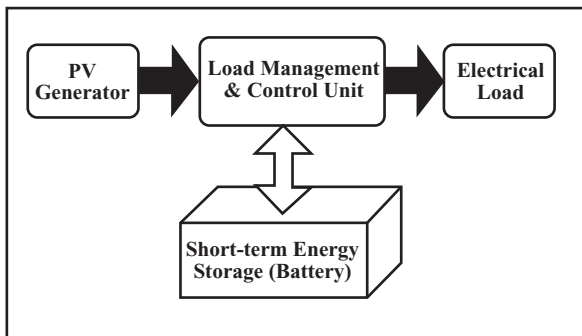 PV
Generator
Load Management
& Control Unit
Electrical
Load
Short-term Energy
Storage (Battery)